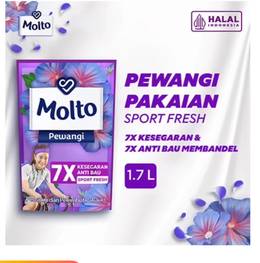 Molto
HALAL
INDONESIA
PEWANGI
PAKAIAN
SPORT FRESH
7X KESEGARAN &
7X ANTI BAU MEMBANDEL
1.7 L
Molto
Pewangi
7X KESEGARAN
ANTI BAU
SPORT FRESH